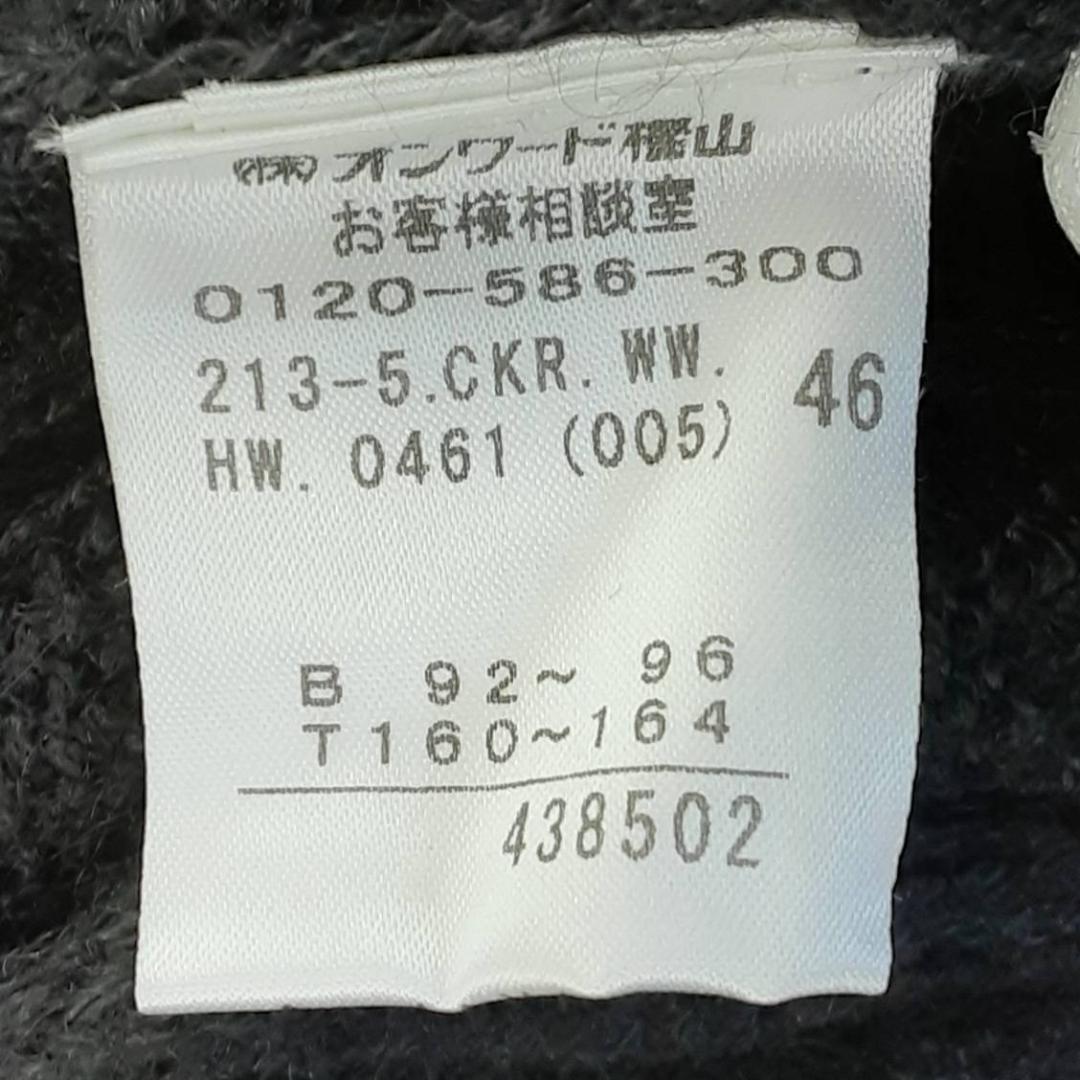 ㈱オンワード樫山
お客様相談室
0120-586-300
213-5.CKR.WW. 46
HW. 0461 (005)
B 92~ 96
T160~164
438502